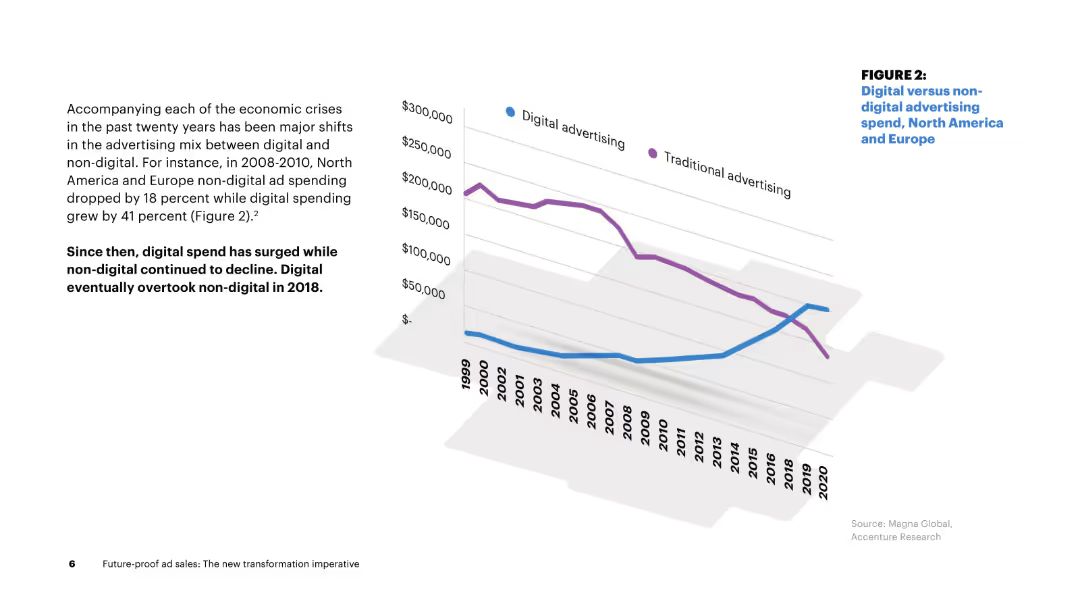 Accompanying each of the economic crises
in the past twenty years has been major shifts
in the advertising mix between digital and
non-digital. For instance, in 2008-2010, North
America and Europe non-digital ad spending
dropped by 18 percent while digital spending
grew by 41 percent (Figure 2).²
Since then, digital spend has surged while
non-digital continued to decline. Digital
eventually overtook non-digital in 2018.
$300,000
$250,000
$200,000
$150,000
$100,000
$50,000
$-
Digital advertising
Traditional advertising
1999
2000
2002
2001
2003
2004
2005
2006
2007
2008
2009
2010
2011
2012
2013
2014
2015
2016
2018
2019
2020
FIGURE 2:
Digital versus non-
digital advertising
spend, North America
and Europe
Source: Magna Global,
Accenture Research
6 Future-proof ad sales: The new transformation imperative